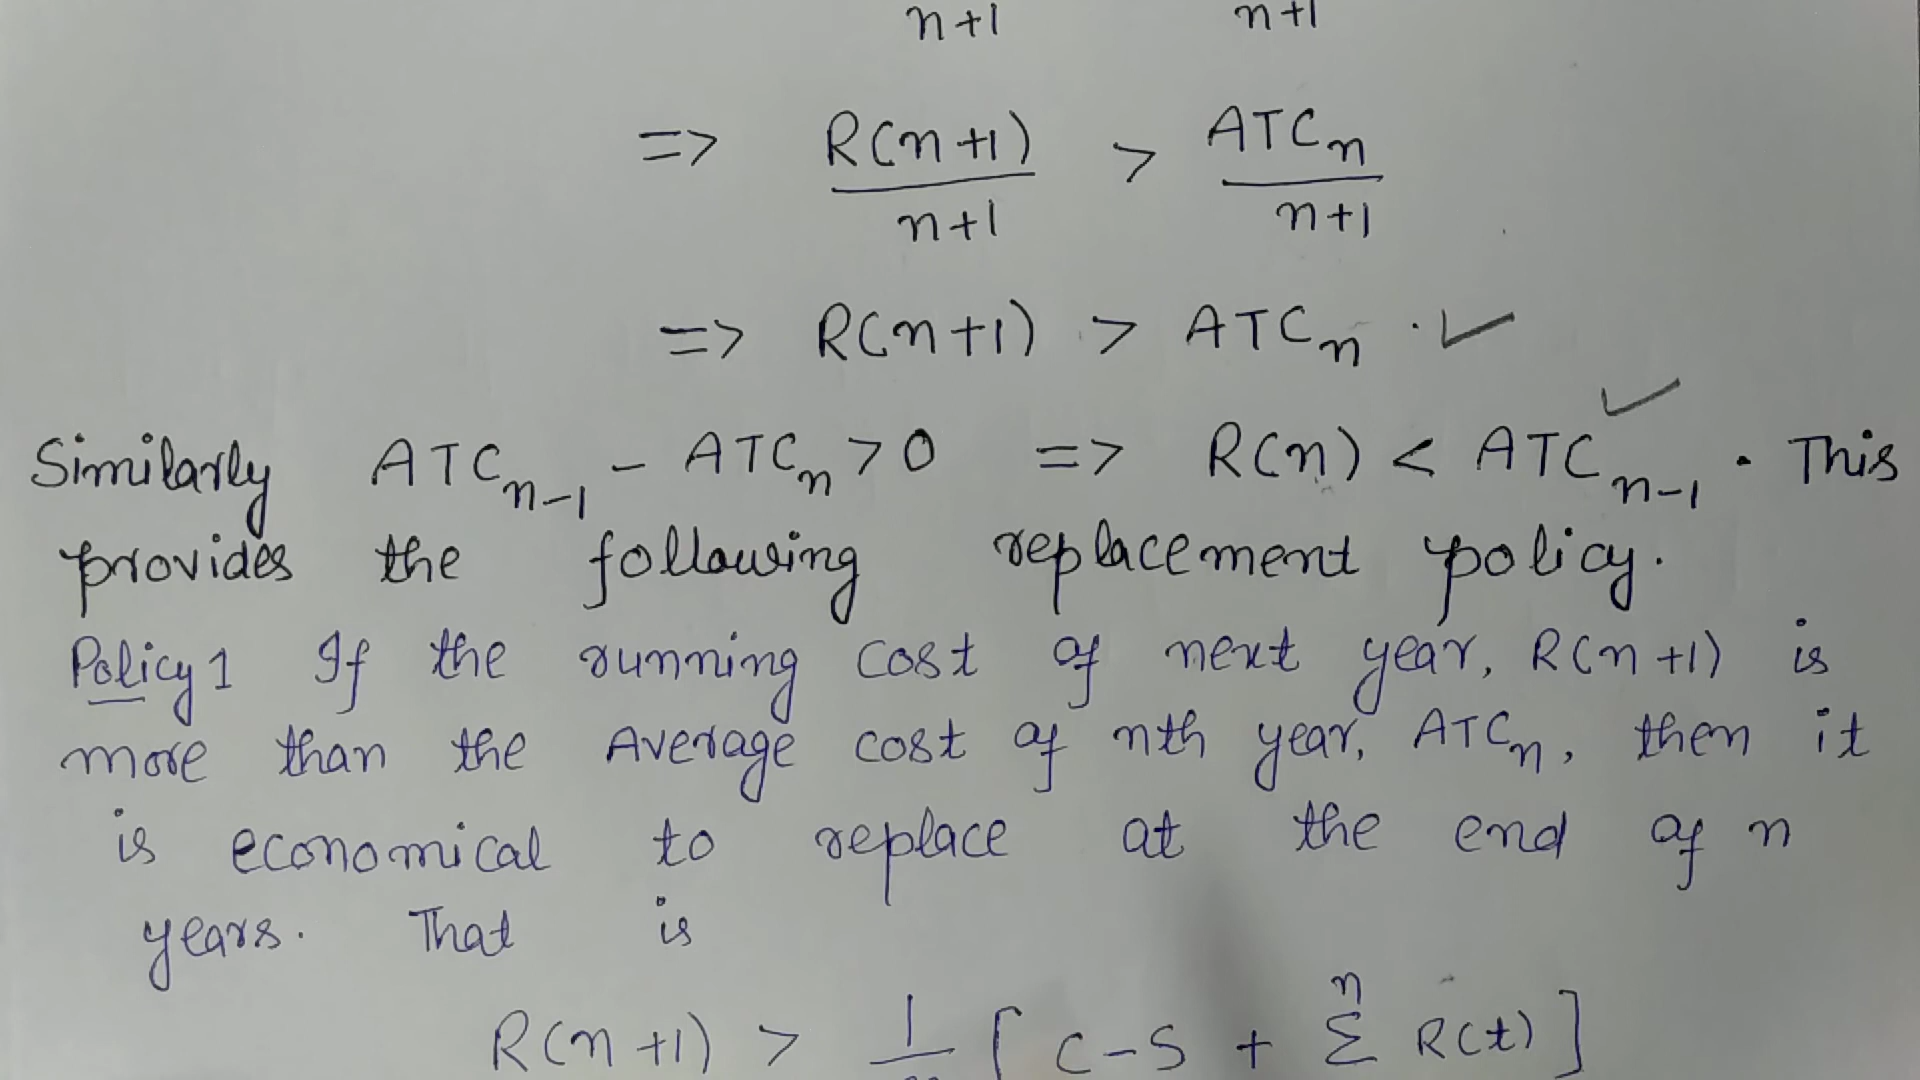 n+1 n+1
=> R(n+1) > ATCn
n+1 n+1
=> R(n+1) > ATCn . ✓
Similarly ATCn-1 - ATCn > 0 => R(n) < ATCn-1 . This
provides the following replacement policy.
Policy 1 If the running cost of next year, R(n+1) is
more than the Average cost of nth year, ATCn, then it
is economical to replace at the end of n
years. That is
n
R(n+1) > 1 [ C-S + Σ R(t) ]